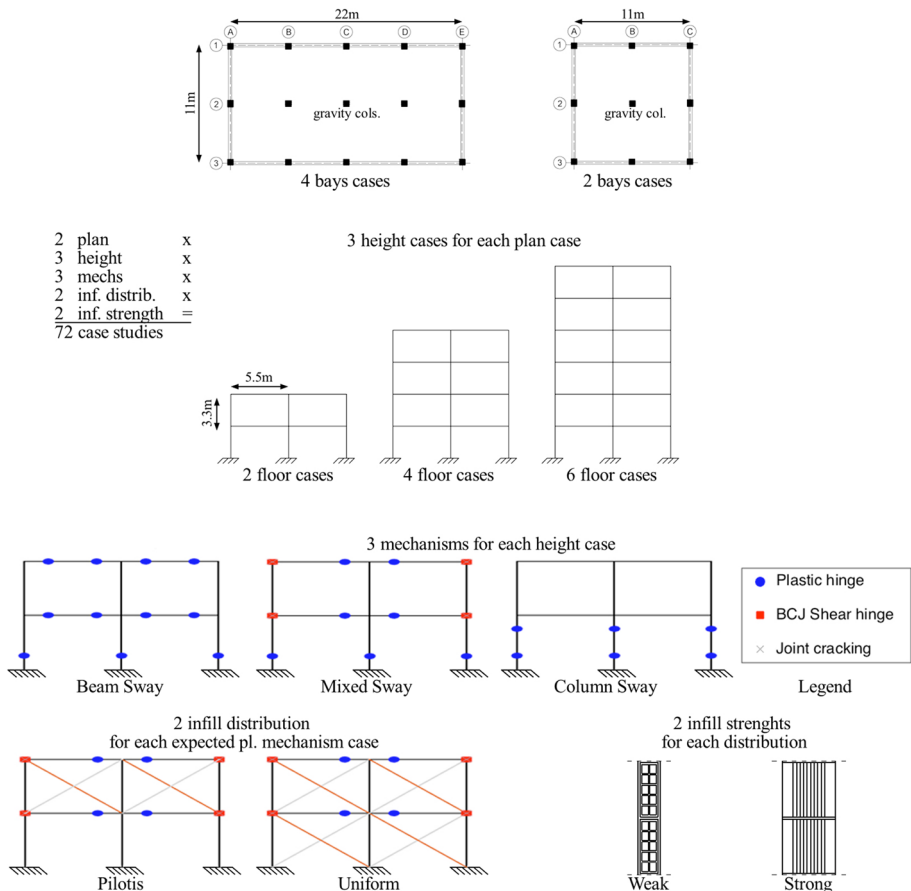 22m
11m
A B C D E
A B C
1
1
11m
2
gravity cols.
2
gravity col.
3
3
4 bays cases
2 bays cases
2 plan x
3 height x
3 mechs x
2 inf. distrib. x
2 inf. strength =
72 case studies
3 height cases for each plan case
5.5m
3.3m
2 floor cases
4 floor cases
6 floor cases
3 mechanisms for each height case
Plastic hinge
BCJ Shear hinge
Joint cracking
Beam Sway
Mixed Sway
Column Sway
Legend
2 infill distribution
for each expected pl. mechanism case
2 infill strenghts
for each distribution
Pilotis
Uniform
Weak
Strong